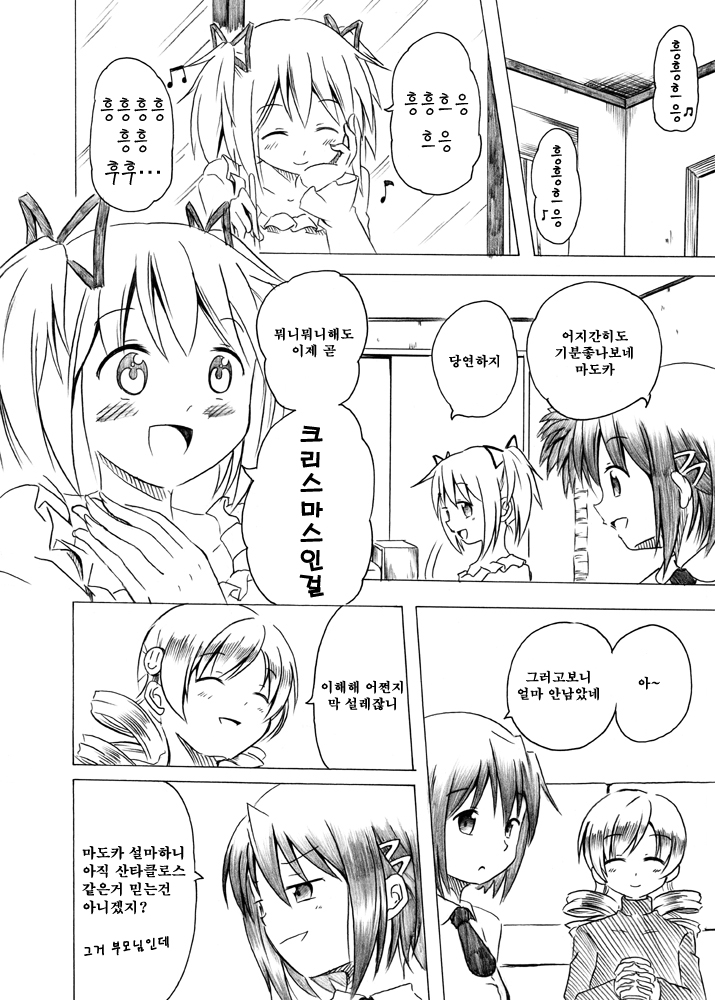 흥흥흐응♫
흥흥흐응♪
흥흥흐응
흐응
흥흥흥흥
흥흥
후후…
어지간히도
기분좋나보네
마도카
당연하지
뭐니뭐니해도
이제 곧
크리스마스인걸
아~
그러고보니
얼마 안남았네
이해해 어쩐지
막 설레잖니
마도카 설마하니
아직 산타클로스
같은거 믿는건
아니겠지?
그거 부모님인데